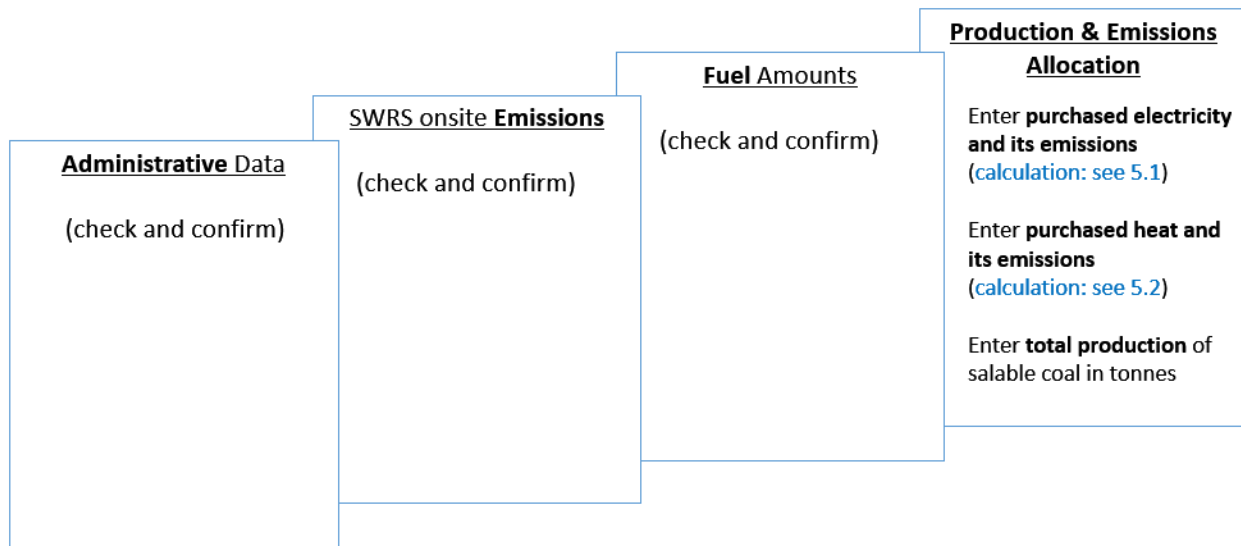 Administrative Data
(check and confirm)
SWRS onsite Emissions
(check and confirm)
Fuel Amounts
(check and confirm)
Production & Emissions
Allocation
Enter purchased electricity
and its emissions
(calculation: see 5.1)
Enter purchased heat and
its emissions
(calculation: see 5.2)
Enter total production of
salable coal in tonnes